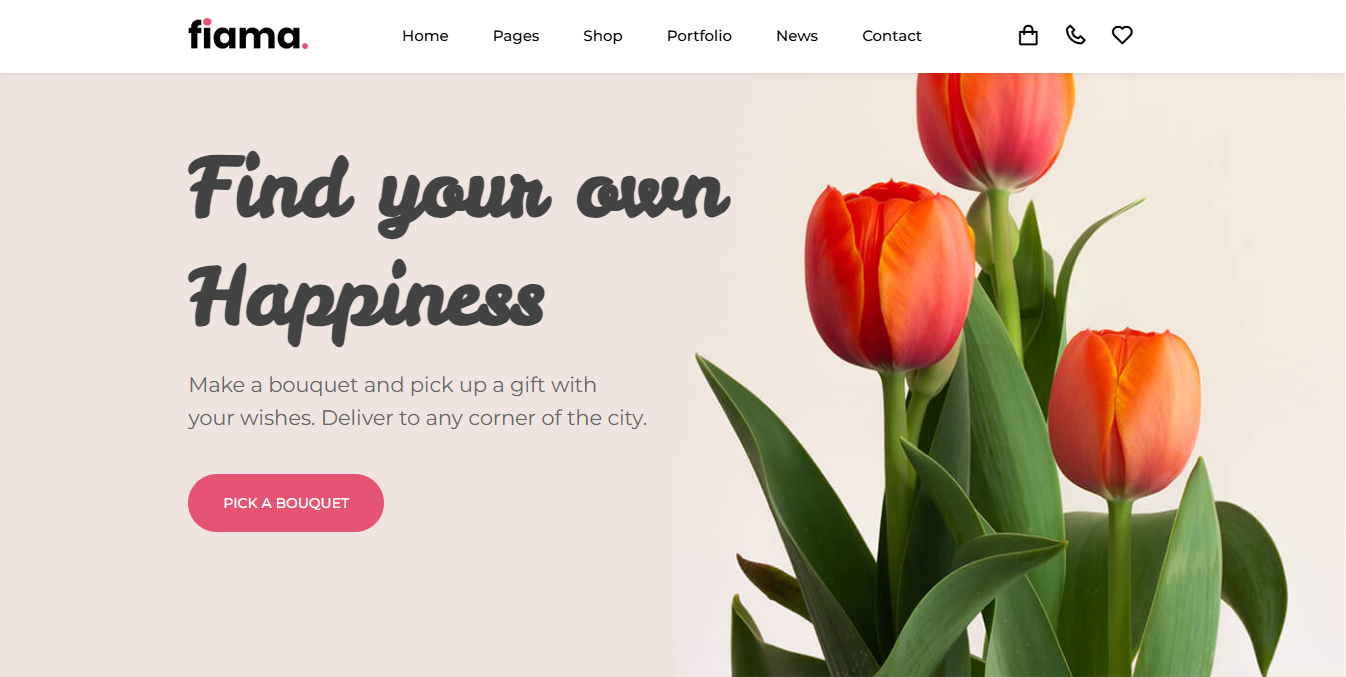 fiama.
Home Pages Shop Portfolio News Contact
Find your own
Happiness
Make a bouquet and pick up a gift with
your wishes. Deliver to any corner of the city.
PICK A BOUQUET